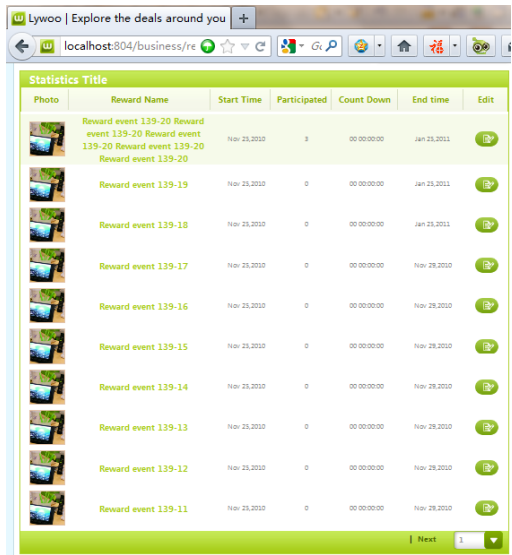 Lywoo | Explore the deals around you +
localhost:804/business/re
Statistics Title
Photo Reward Name Start Time Participated Count Down End time Edit
Reward event 139-20 Reward
event 139-20 Reward event
139-20 Reward event 139-20
Reward event 139-20
Nov 25,2010 3 00 00:00:00 Jan 25,2011
Reward event 139-19 Nov 25,2010 0 00 00:00:00 Jan 25,2011
Reward event 139-18 Nov 25,2010 0 00 00:00:00 Jan 25,2011
Reward event 139-17 Nov 25,2010 0 00 00:00:00 Nov 29,2010
Reward event 139-16 Nov 25,2010 0 00 00:00:00 Nov 29,2010
Reward event 139-15 Nov 25,2010 0 00 00:00:00 Nov 29,2010
Reward event 139-14 Nov 25,2010 0 00 00:00:00 Nov 29,2010
Reward event 139-13 Nov 25,2010 0 00 00:00:00 Nov 29,2010
Reward event 139-12 Nov 25,2010 0 00 00:00:00 Nov 29,2010
Reward event 139-11 Nov 25,2010 0 00 00:00:00 Nov 29,2010
| Next 1